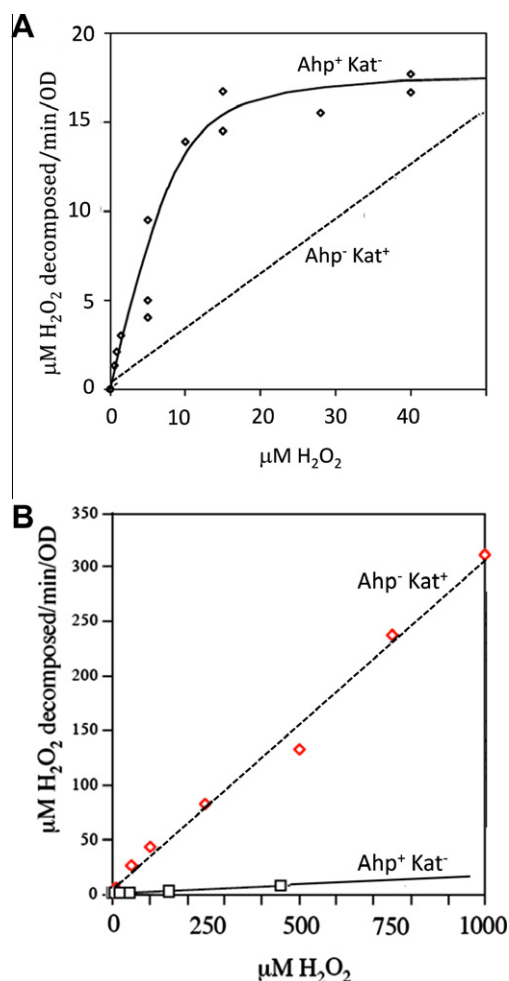 A
20
Ahp⁺ Kat⁻
15
10
Ahp⁻ Kat⁺
5
0
μM H₂O₂ decomposed/min/OD
0 10 20 30 40
μM H₂O₂
B
350
300
Ahp⁻ Kat⁺
250
200
150
100
50
Ahp⁺ Kat⁻
0
μM H₂O₂ decomposed/min/OD
0 250 500 750 1000
μM H₂O₂